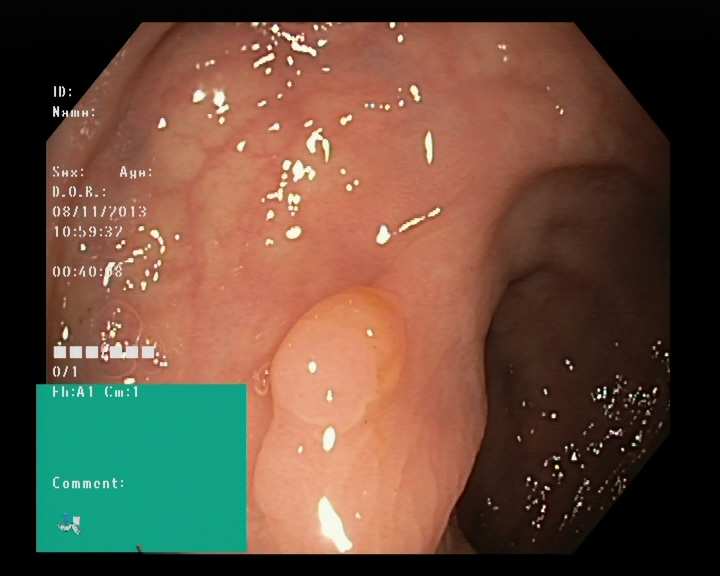 ID:
Name:
Sex: Age:
D.O.B.:
08/11/2013
10:59:32
00:40:08
0/1
Eh:A1 Cm:1
Comment: